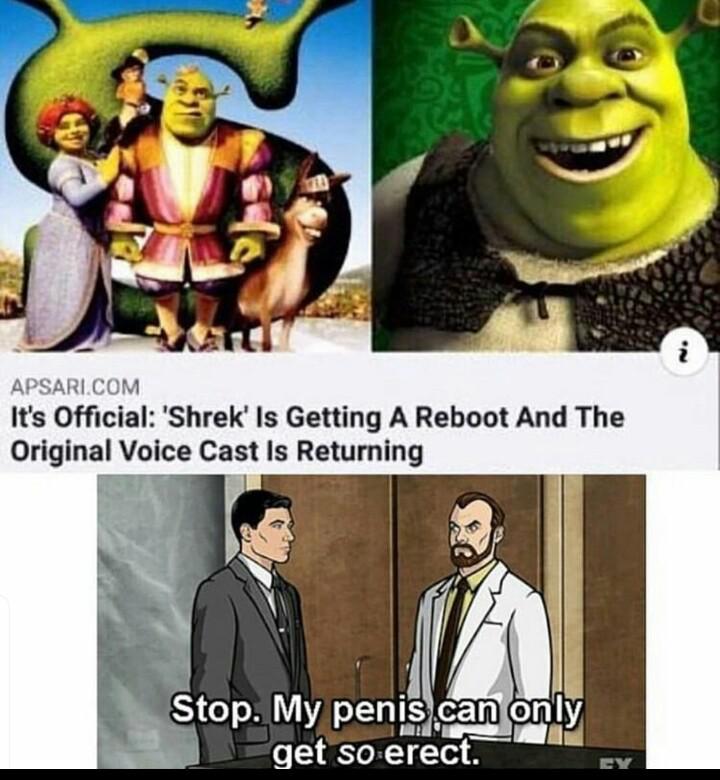 APSARI.COM
It's Official: 'Shrek' Is Getting A Reboot And The
Original Voice Cast Is Returning
i
Stop. My penis can only
get so erect.
FX